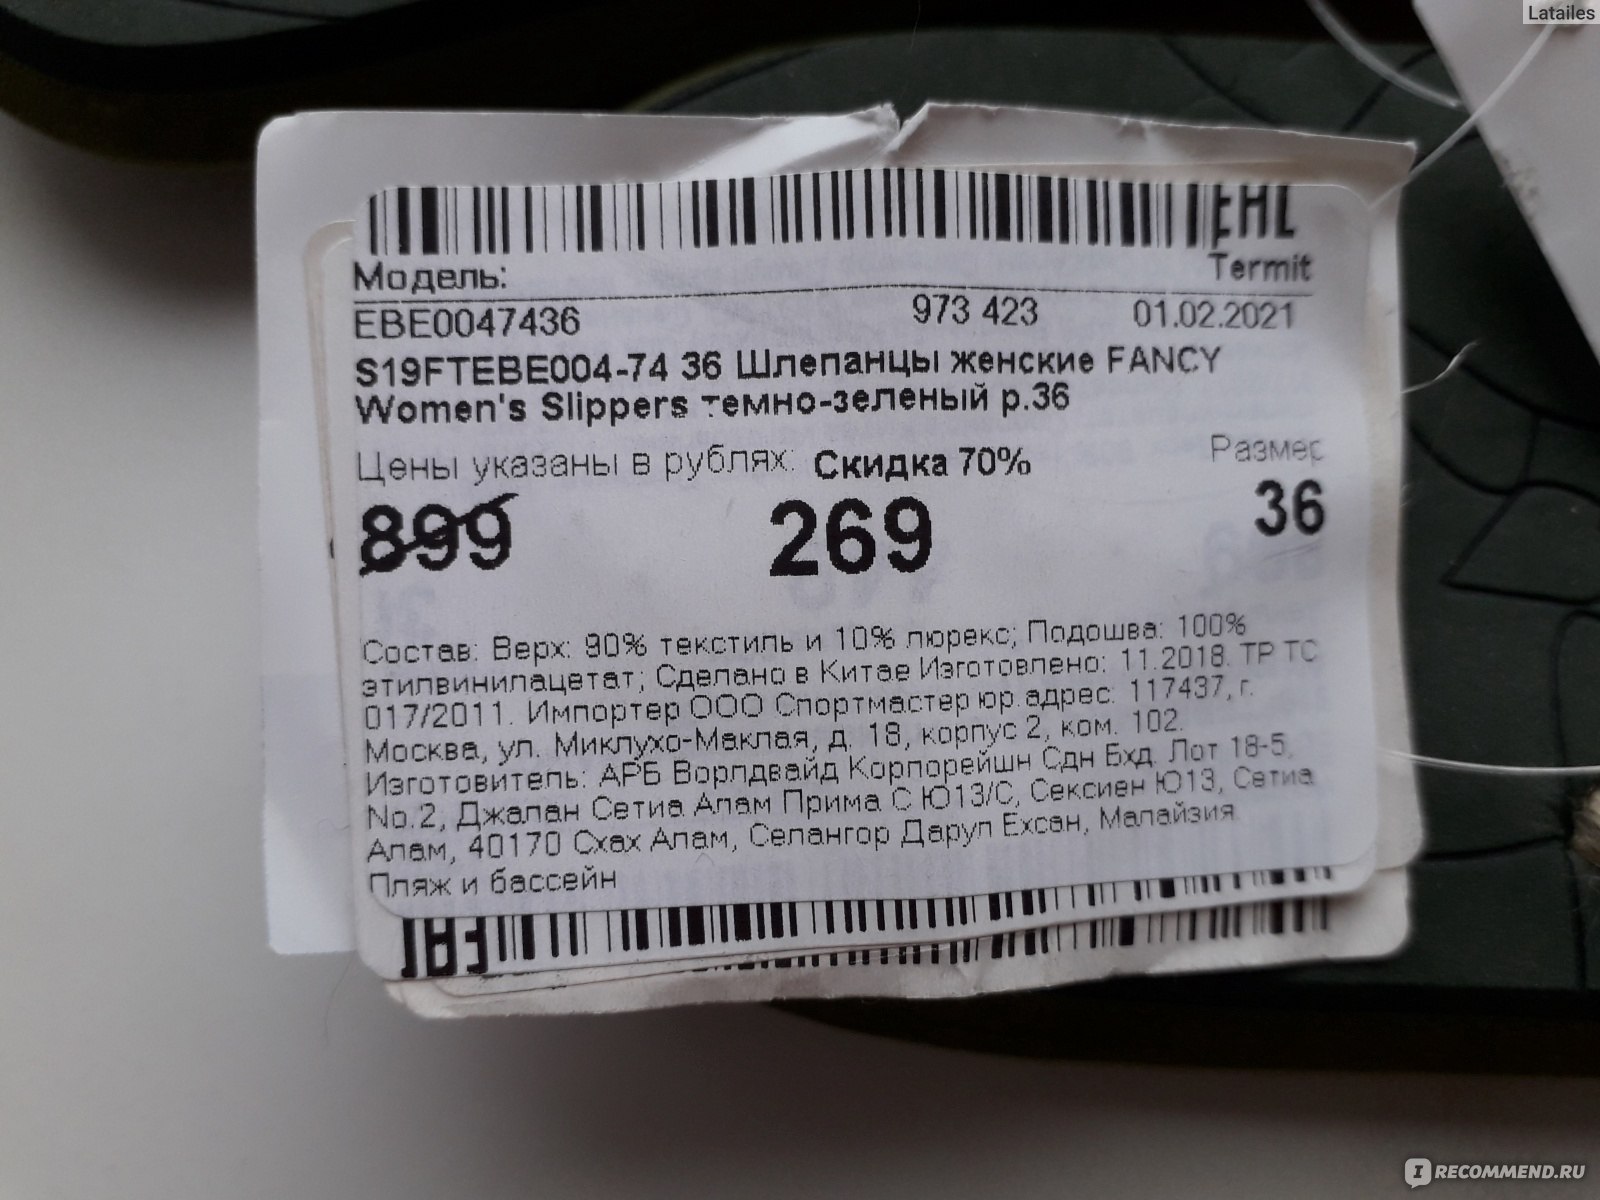 Latailes
EAC
Termit
Модель:
EBE0047436 973 423 01.02.2021
S19FTEBE004-74 36 Шлепанцы женские FANCY
Women's Slippers темно-зеленый р.36
Цены указаны в рублях: Скидка 70% Размер
899 269 36
Состав: Верх: 90% текстиль и 10% люрекс; Подошва: 100%
этилвинилацетат; Сделано в Китае Изготовлено: 11.2018. ТР ТС
017/2011. Импортер ООО Спортмастер юр.адрес: 117437, г.
Москва, ул. Миклухо-Маклая, д. 18, корпус 2, ком. 102.
Изготовитель: АРБ Ворлдвайд Корпорейшн Сдн Бхд. Лот 18-5,
No.2, Джалан Сетиа Алам Прима С Ю13/С, Сексиен Ю13, Сетиа
Алам, 40170 Схах Алам, Селангор Дарул Ехсан, Малайзия
Пляж и бассейн
EAC
IRECOMMEND.RU